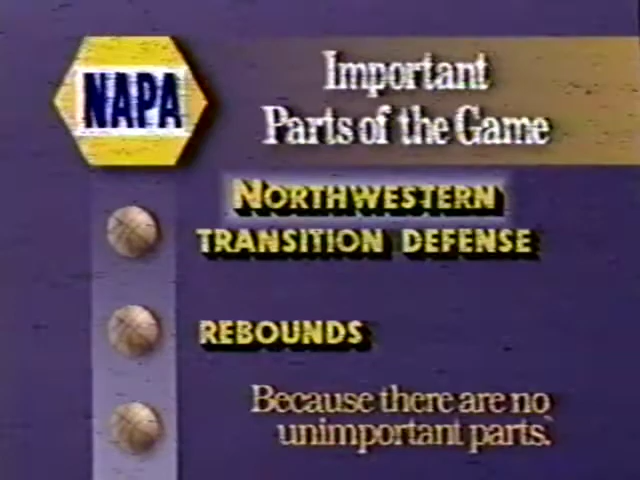 NAPA
Important
Parts of the Game
NORTHWESTERN
TRANSITION DEFENSE
REBOUNDS
Because there are no
unimportant parts.